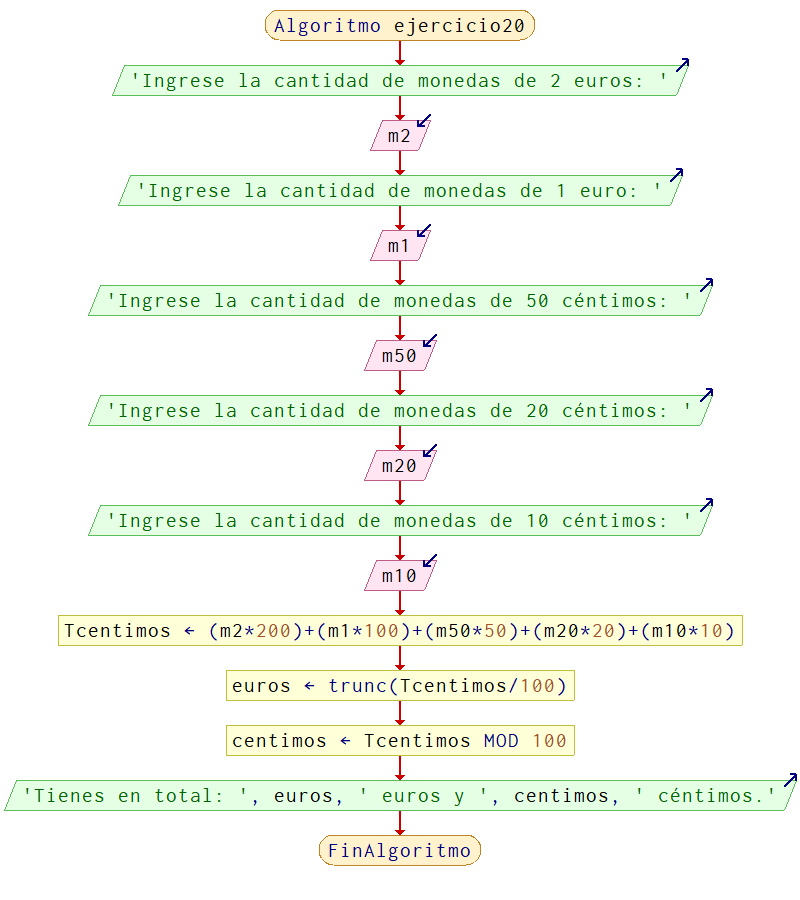 Algoritmo ejercicio20
'Ingrese la cantidad de monedas de 2 euros: '
m2
'Ingrese la cantidad de monedas de 1 euro: '
m1
'Ingrese la cantidad de monedas de 50 céntimos: '
m50
'Ingrese la cantidad de monedas de 20 céntimos: '
m20
'Ingrese la cantidad de monedas de 10 céntimos: '
m10
Tcentimos ← (m2*200)+(m1*100)+(m50*50)+(m20*20)+(m10*10)
euros ← trunc(Tcentimos/100)
centimos ← Tcentimos MOD 100
'Tienes en total: ', euros, ' euros y ', centimos, ' céntimos.'
FinAlgoritmo